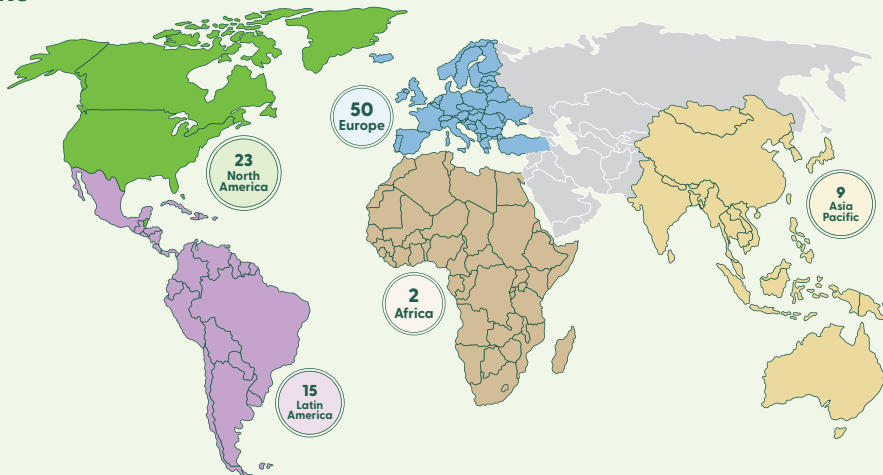 50
Europe
23
North
America
9
Asia
Pacific
2
Africa
15
Latin
America